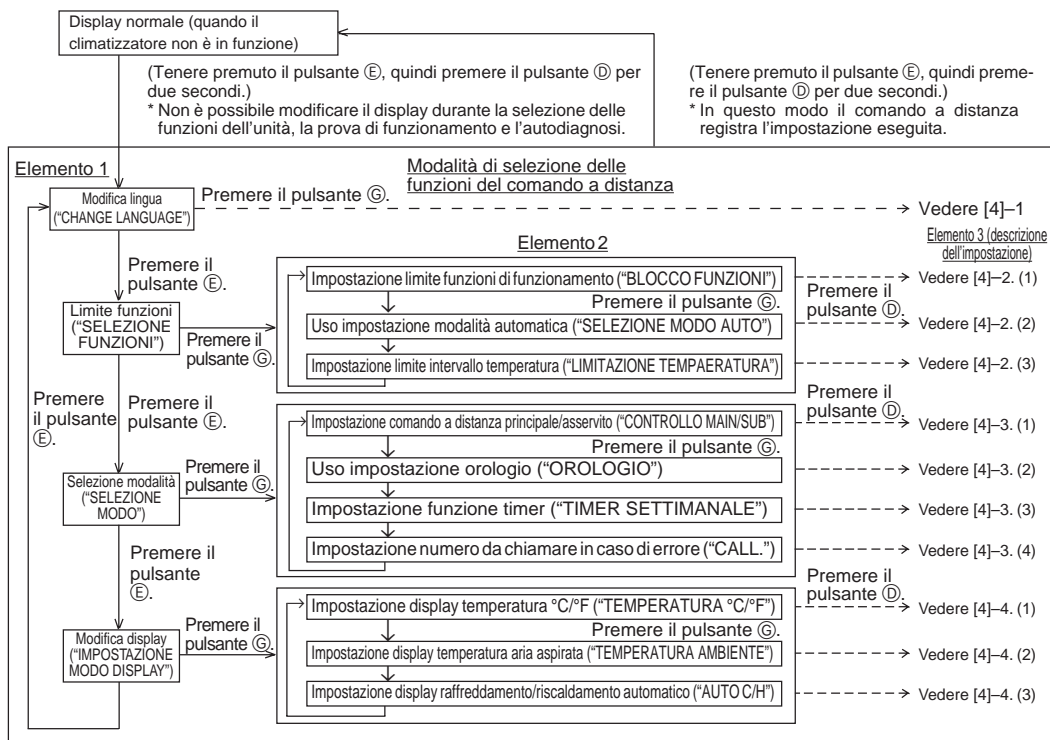 Display normale (quando il
climatizzatore non è in funzione)
(Tenere premuto il pulsante Ⓔ, quindi premere il pulsante Ⓓ per
due secondi.)
* Non è possibile modificare il display durante la selezione delle
funzioni dell'unità, la prova di funzionamento e l'autodiagnosi.
(Tenere premuto il pulsante Ⓔ, quindi preme-
re il pulsante Ⓓ per due secondi.)
* In questo modo il comando a distanza
registra l'impostazione eseguita.
Elemento 1
Modalità di selezione delle
funzioni del comando a distanza
Modifica lingua
("CHANGE LANGUAGE")
Premere il pulsante Ⓖ.
Vedere [4]–1
Elemento 2
Elemento 3 (descrizione
dell'impostazione)
Premere il
pulsante Ⓔ.
Limite funzioni
("SELEZIONE
FUNZIONI")
Premere il
pulsante Ⓖ.
Impostazione limite funzioni di funzionamento ("BLOCCO FUNZIONI")
Vedere [4]–2. (1)
Premere il pulsante Ⓖ.
Premere il
pulsante Ⓓ.
Uso impostazione modalità automatica ("SELEZIONE MODO AUTO")
Vedere [4]–2. (2)
Impostazione limite intervallo temperatura ("LIMITAZIONE TEMPAERATURA")
Vedere [4]–2. (3)
Premere
il pulsante
Ⓔ.
Premere il
pulsante Ⓔ.
Premere il
pulsante Ⓓ.
Selezione modalità
("SELEZIONE
MODO")
Premere il
pulsante Ⓖ.
Impostazione comando a distanza principale/asservito ("CONTROLLO MAIN/SUB")
Vedere [4]–3. (1)
Premere il pulsante Ⓖ.
Uso impostazione orologio ("OROLOGIO")
Vedere [4]–3. (2)
Impostazione funzione timer ("TIMER SETTIMANALE")
Vedere [4]–3. (3)
Impostazione numero da chiamare in caso di errore ("CALL.")
Vedere [4]–3. (4)
Premere il
pulsante
Ⓔ.
Premere il
pulsante Ⓓ.
Modifica display
("IMPOSTAZIONE
MODO DISPLAY")
Premere il
pulsante Ⓖ.
Impostazione display temperatura °C/°F ("TEMPERATURA °C/°F")
Vedere [4]–4. (1)
Premere il pulsante Ⓖ.
Impostazione display temperatura aria aspirata ("TEMPERATURA AMBIENTE")
Vedere [4]–4. (2)
Impostazione display raffreddamento/riscaldamento automatico ("AUTO C/H")
Vedere [4]–4. (3)